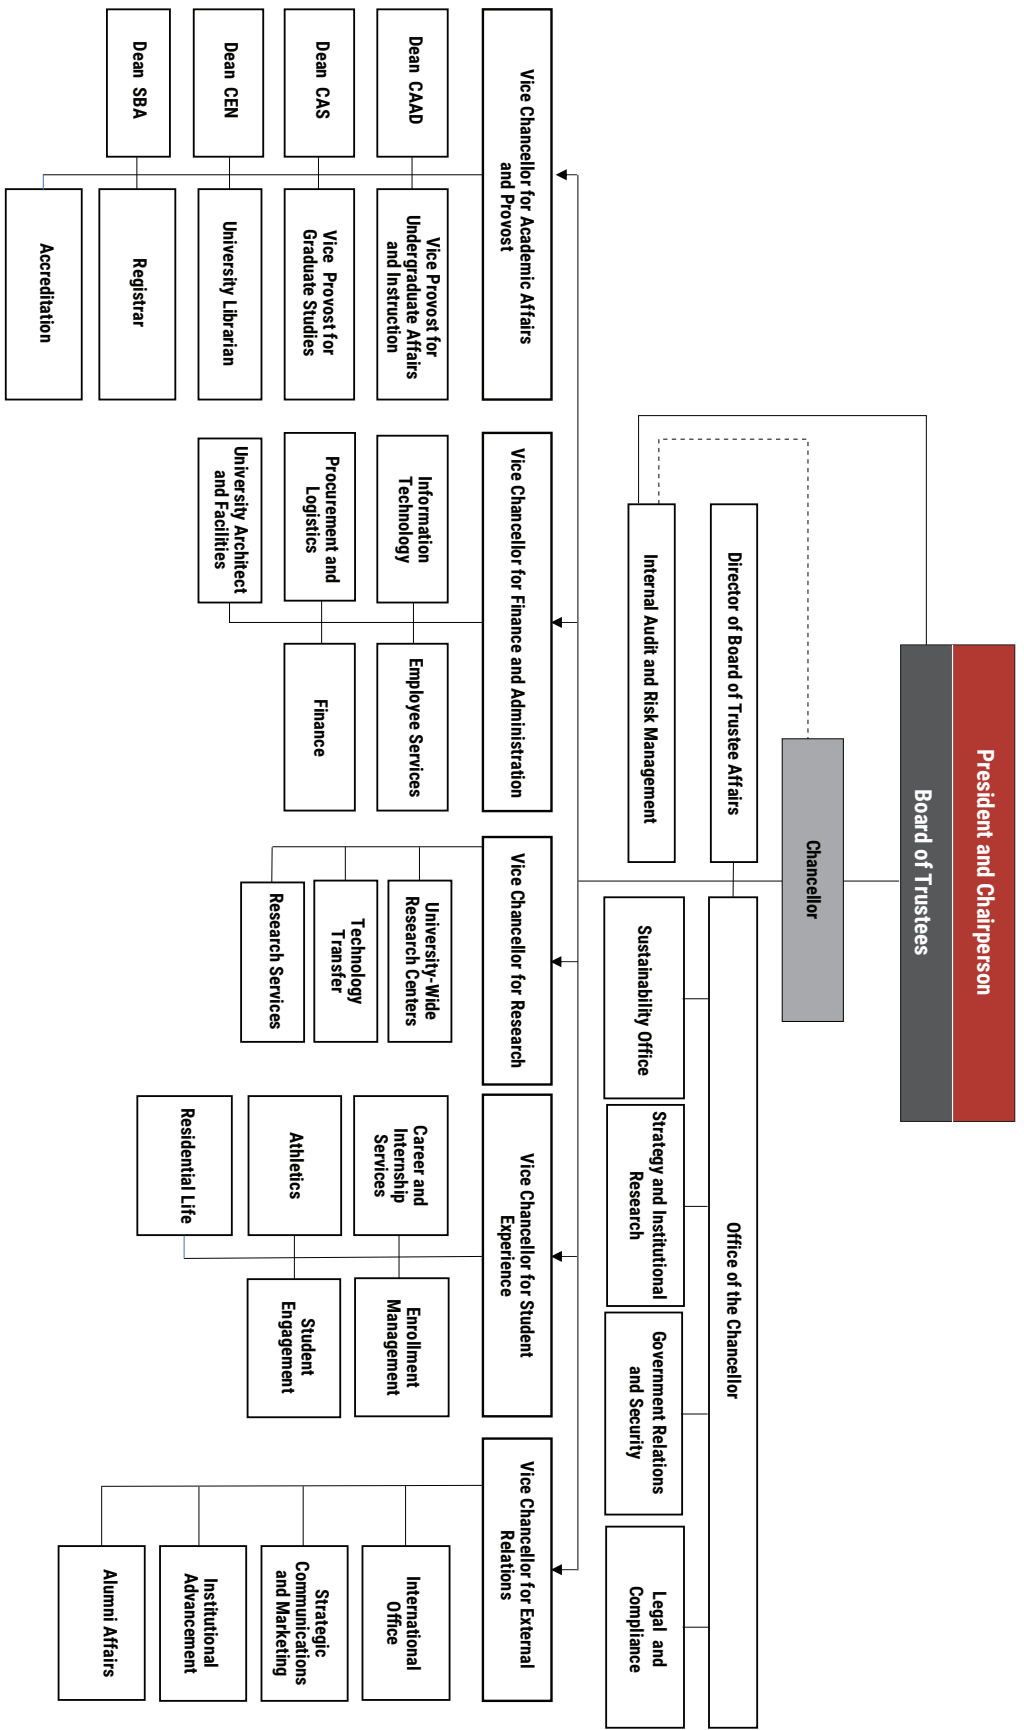 President and Chairperson
Board of Trustees
Chancellor
Director of Board of Trustee Affairs
Office of the Chancellor
Internal Audit and Risk Management
Sustainability Office
Strategy and Institutional
Research
Government Relations
and Security
Legal and
Compliance
Vice Chancellor for Academic Affairs
and Provost
Vice Chancellor for Finance and Administration
Vice Chancellor for Research
Vice Chancellor for Student
Experience
Vice Chancellor for External
Relations
Dean CAAD
Vice Provost for
Undergraduate Affairs
and Instruction
Dean CAS
Vice Provost for
Graduate Studies
Dean CEN
University Librarian
Dean SBA
Registrar
Accreditation
Information
Technology
Employee Services
Procurement and
Logistics
Finance
University Architect
and Facilities
University-Wide
Research Centers
Technology
Transfer
Research Services
Career and
Internship
Services
Enrollment
Management
Athletics
Student
Engagement
Residential Life
International
Office
Strategic
Communications
and Marketing
Institutional
Advancement
Alumni Affairs